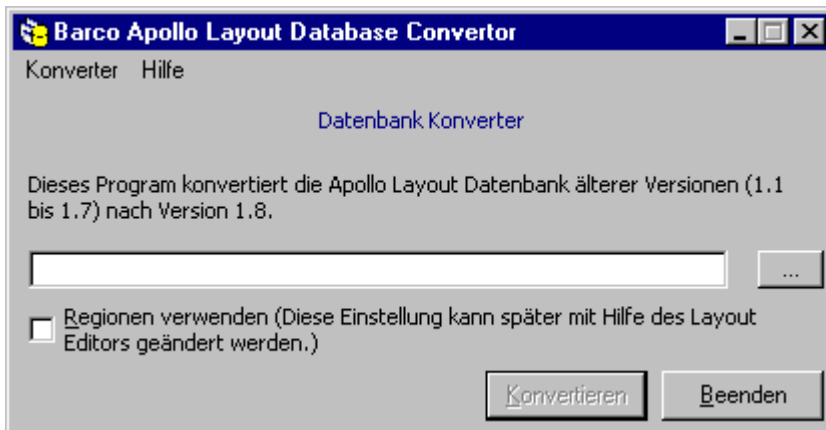 Barco Apollo Layout Database Convertor
Konverter Hilfe
Datenbank Konverter
Dieses Program konvertiert die Apollo Layout Datenbank älterer Versionen (1.1
bis 1.7) nach Version 1.8.
...
Regionen verwenden (Diese Einstellung kann später mit Hilfe des Layout
Editors geändert werden.)
Konvertieren Beenden